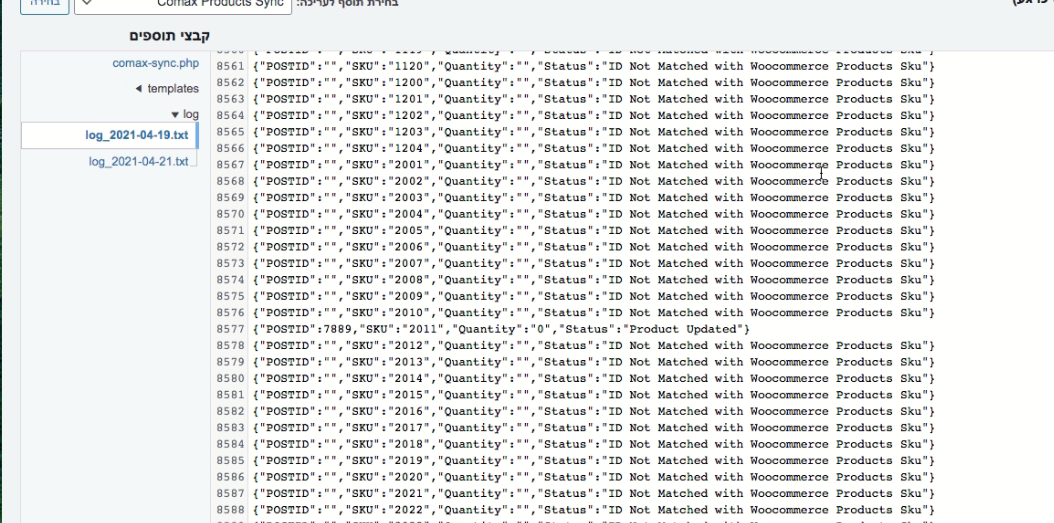 כרגע)
בחירת תוסף לעריכה:
Comax Products Sync
בחירה
קבצי תוספים
comax-sync.php
templates
log
log_2021-04-19.txt
log_2021-04-21.txt
8561 {"POSTID":"","SKU":"1120","Quantity":"","Status":"ID Not Matched with Woocommerce Products Sku"}
8562 {"POSTID":"","SKU":"1200","Quantity":"","Status":"ID Not Matched with Woocommerce Products Sku"}
8563 {"POSTID":"","SKU":"1201","Quantity":"","Status":"ID Not Matched with Woocommerce Products Sku"}
8564 {"POSTID":"","SKU":"1202","Quantity":"","Status":"ID Not Matched with Woocommerce Products Sku"}
8565 {"POSTID":"","SKU":"1203","Quantity":"","Status":"ID Not Matched with Woocommerce Products Sku"}
8566 {"POSTID":"","SKU":"1204","Quantity":"","Status":"ID Not Matched with Woocommerce Products Sku"}
8567 {"POSTID":"","SKU":"2001","Quantity":"","Status":"ID Not Matched with Woocommerce Products Sku"}
8568 {"POSTID":"","SKU":"2002","Quantity":"","Status":"ID Not Matched with Woocommerce Products Sku"}
8569 {"POSTID":"","SKU":"2003","Quantity":"","Status":"ID Not Matched with Woocommerce Products Sku"}
8570 {"POSTID":"","SKU":"2004","Quantity":"","Status":"ID Not Matched with Woocommerce Products Sku"}
8571 {"POSTID":"","SKU":"2005","Quantity":"","Status":"ID Not Matched with Woocommerce Products Sku"}
8572 {"POSTID":"","SKU":"2006","Quantity":"","Status":"ID Not Matched with Woocommerce Products Sku"}
8573 {"POSTID":"","SKU":"2007","Quantity":"","Status":"ID Not Matched with Woocommerce Products Sku"}
8574 {"POSTID":"","SKU":"2008","Quantity":"","Status":"ID Not Matched with Woocommerce Products Sku"}
8575 {"POSTID":"","SKU":"2009","Quantity":"","Status":"ID Not Matched with Woocommerce Products Sku"}
8576 {"POSTID":"","SKU":"2010","Quantity":"","Status":"ID Not Matched with Woocommerce Products Sku"}
8577 {"POSTID":7889,"SKU":"2011","Quantity":"0","Status":"Product Updated"}
8578 {"POSTID":"","SKU":"2012","Quantity":"","Status":"ID Not Matched with Woocommerce Products Sku"}
8579 {"POSTID":"","SKU":"2013","Quantity":"","Status":"ID Not Matched with Woocommerce Products Sku"}
8580 {"POSTID":"","SKU":"2014","Quantity":"","Status":"ID Not Matched with Woocommerce Products Sku"}
8581 {"POSTID":"","SKU":"2015","Quantity":"","Status":"ID Not Matched with Woocommerce Products Sku"}
8582 {"POSTID":"","SKU":"2016","Quantity":"","Status":"ID Not Matched with Woocommerce Products Sku"}
8583 {"POSTID":"","SKU":"2017","Quantity":"","Status":"ID Not Matched with Woocommerce Products Sku"}
8584 {"POSTID":"","SKU":"2018","Quantity":"","Status":"ID Not Matched with Woocommerce Products Sku"}
8585 {"POSTID":"","SKU":"2019","Quantity":"","Status":"ID Not Matched with Woocommerce Products Sku"}
8586 {"POSTID":"","SKU":"2020","Quantity":"","Status":"ID Not Matched with Woocommerce Products Sku"}
8587 {"POSTID":"","SKU":"2021","Quantity":"","Status":"ID Not Matched with Woocommerce Products Sku"}
8588 {"POSTID":"","SKU":"2022","Quantity":"","Status":"ID Not Matched with Woocommerce Products Sku"}